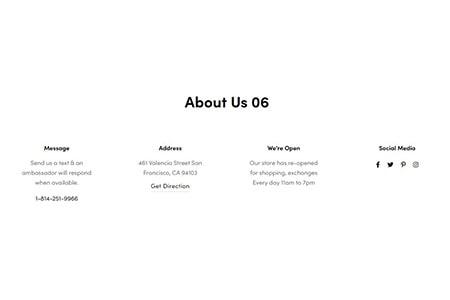 About Us 06
Message
Send us a text & an
ambassador will respond
when available.
1-814-251-9966
Address
461 Valencia Street San
Francisco, CA 94103
Get Direction
We're Open
Our store has re-opened
for shopping, exchanges
Every day 11am to 7pm
Social Media